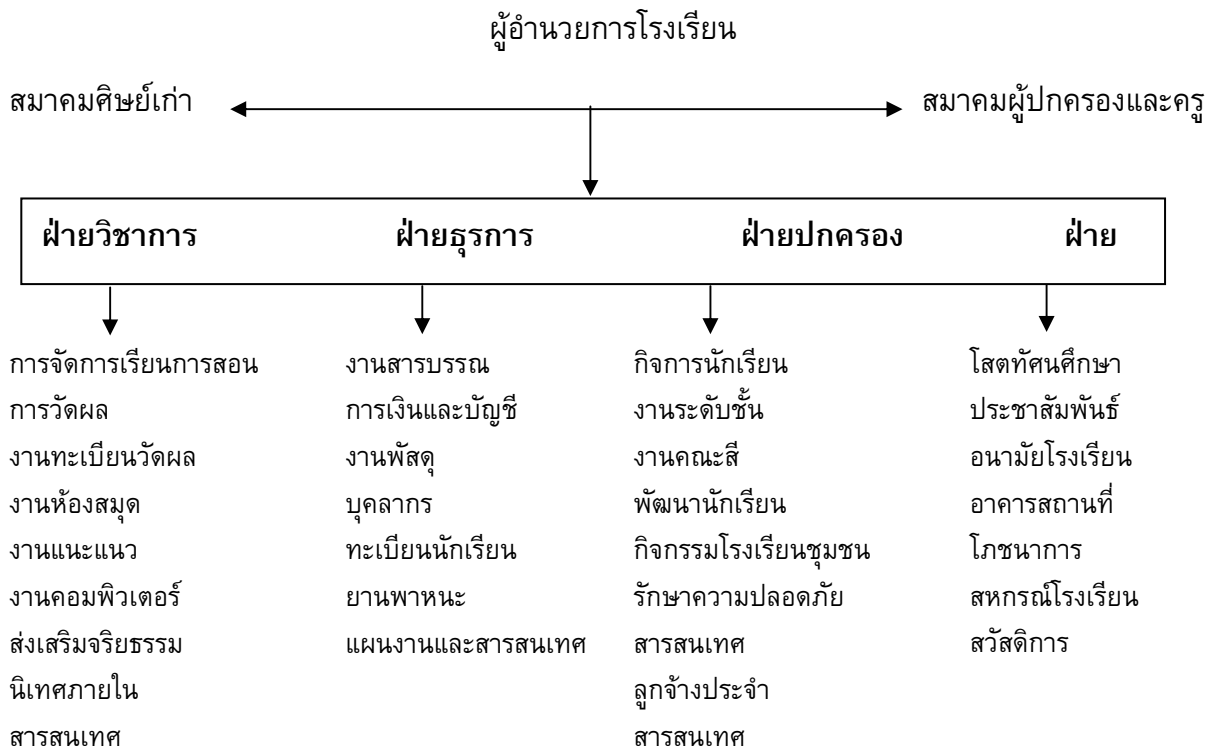 ผู้อำนวยการโรงเรียน
สมาคมศิษย์เก่า สมาคมผู้ปกครองและครู
ฝ่ายวิชาการ ฝ่ายธุรการ ฝ่ายปกครอง ฝ่าย
การจัดการเรียนการสอน งานสารบรรณ กิจการนักเรียน โสตทัศนศึกษา
การวัดผล การเงินและบัญชี งานระดับชั้น ประชาสัมพันธ์
งานทะเบียนวัดผล งานพัสดุ งานคณะสี อนามัยโรงเรียน
งานห้องสมุด บุคลากร พัฒนานักเรียน อาคารสถานที่
งานแนะแนว ทะเบียนนักเรียน กิจกรรมโรงเรียนชุมชน โภชนาการ
งานคอมพิวเตอร์ ยานพาหนะ รักษาความปลอดภัย สหกรณ์โรงเรียน
ส่งเสริมจริยธรรม แผนงานและสารสนเทศ สารสนเทศ สวัสดิการ
นิเทศภายใน ลูกจ้างประจำ
สารสนเทศ สารสนเทศ